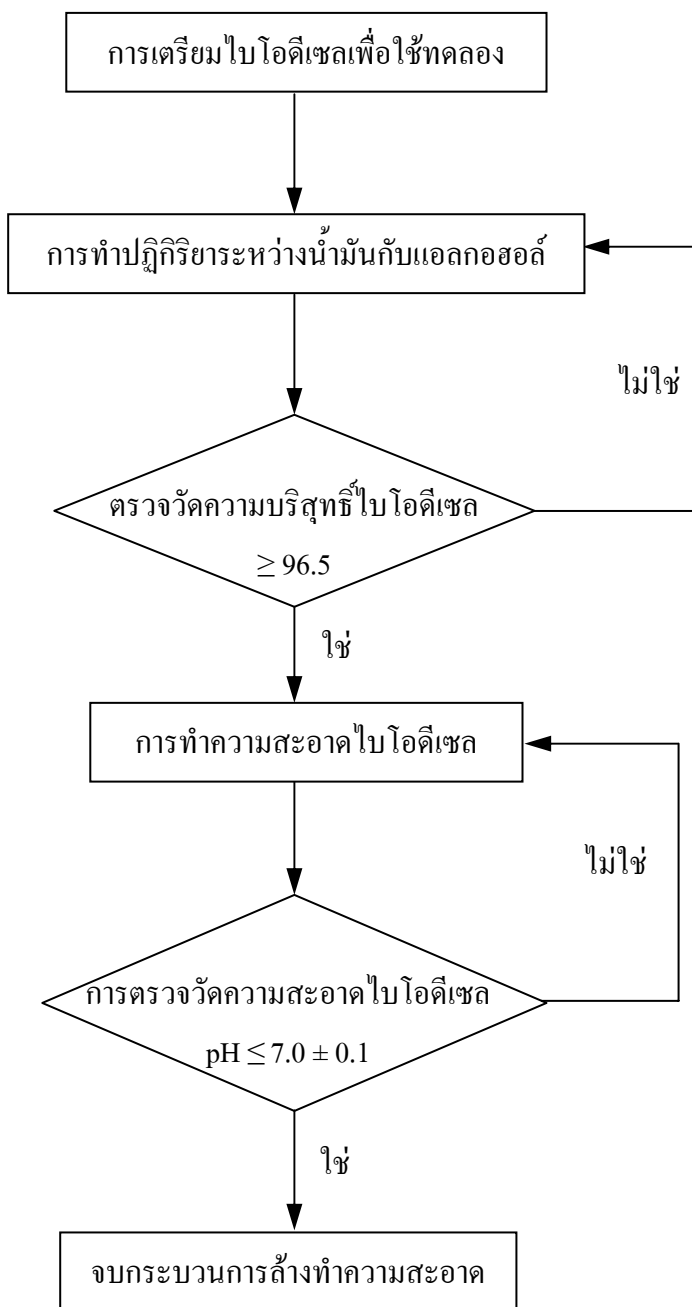 การเตรียมไบโอดีเซลเพื่อใช้ทดลอง
การทำปฏิกิริยาระหว่างน้ำมันกับแอลกอฮอล์
ไม่ใช่
ตรวจวัดความบริสุทธิ์ไบโอดีเซล
≥ 96.5
ใช่
การทำความสะอาดไบโอดีเซล
ไม่ใช่
การตรวจวัดความสะอาดไบโอดีเซล
pH ≤ 7.0 ± 0.1
ใช่
จบกระบวนการล้างทำความสะอาด